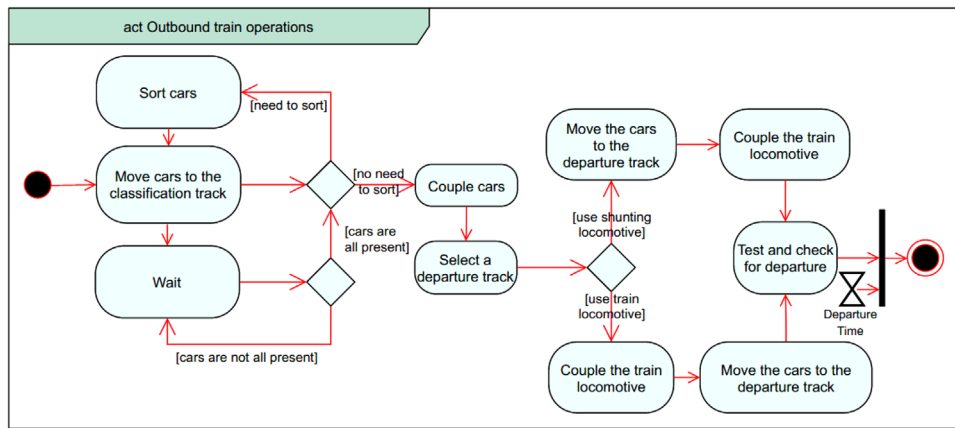 act Outbound train operations
Sort cars
[need to sort]
Move cars to the
classification track
[no need
to sort]
Couple cars
[cars are
all present]
Wait
[cars are not all present]
Select a
departure track
Move the cars
to the
departure track
Couple the train
locomotive
[use shunting
locomotive]
[use train
locomotive]
Test and check
for departure
Departure
Time
Couple the train
locomotive
Move the cars to the
departure track